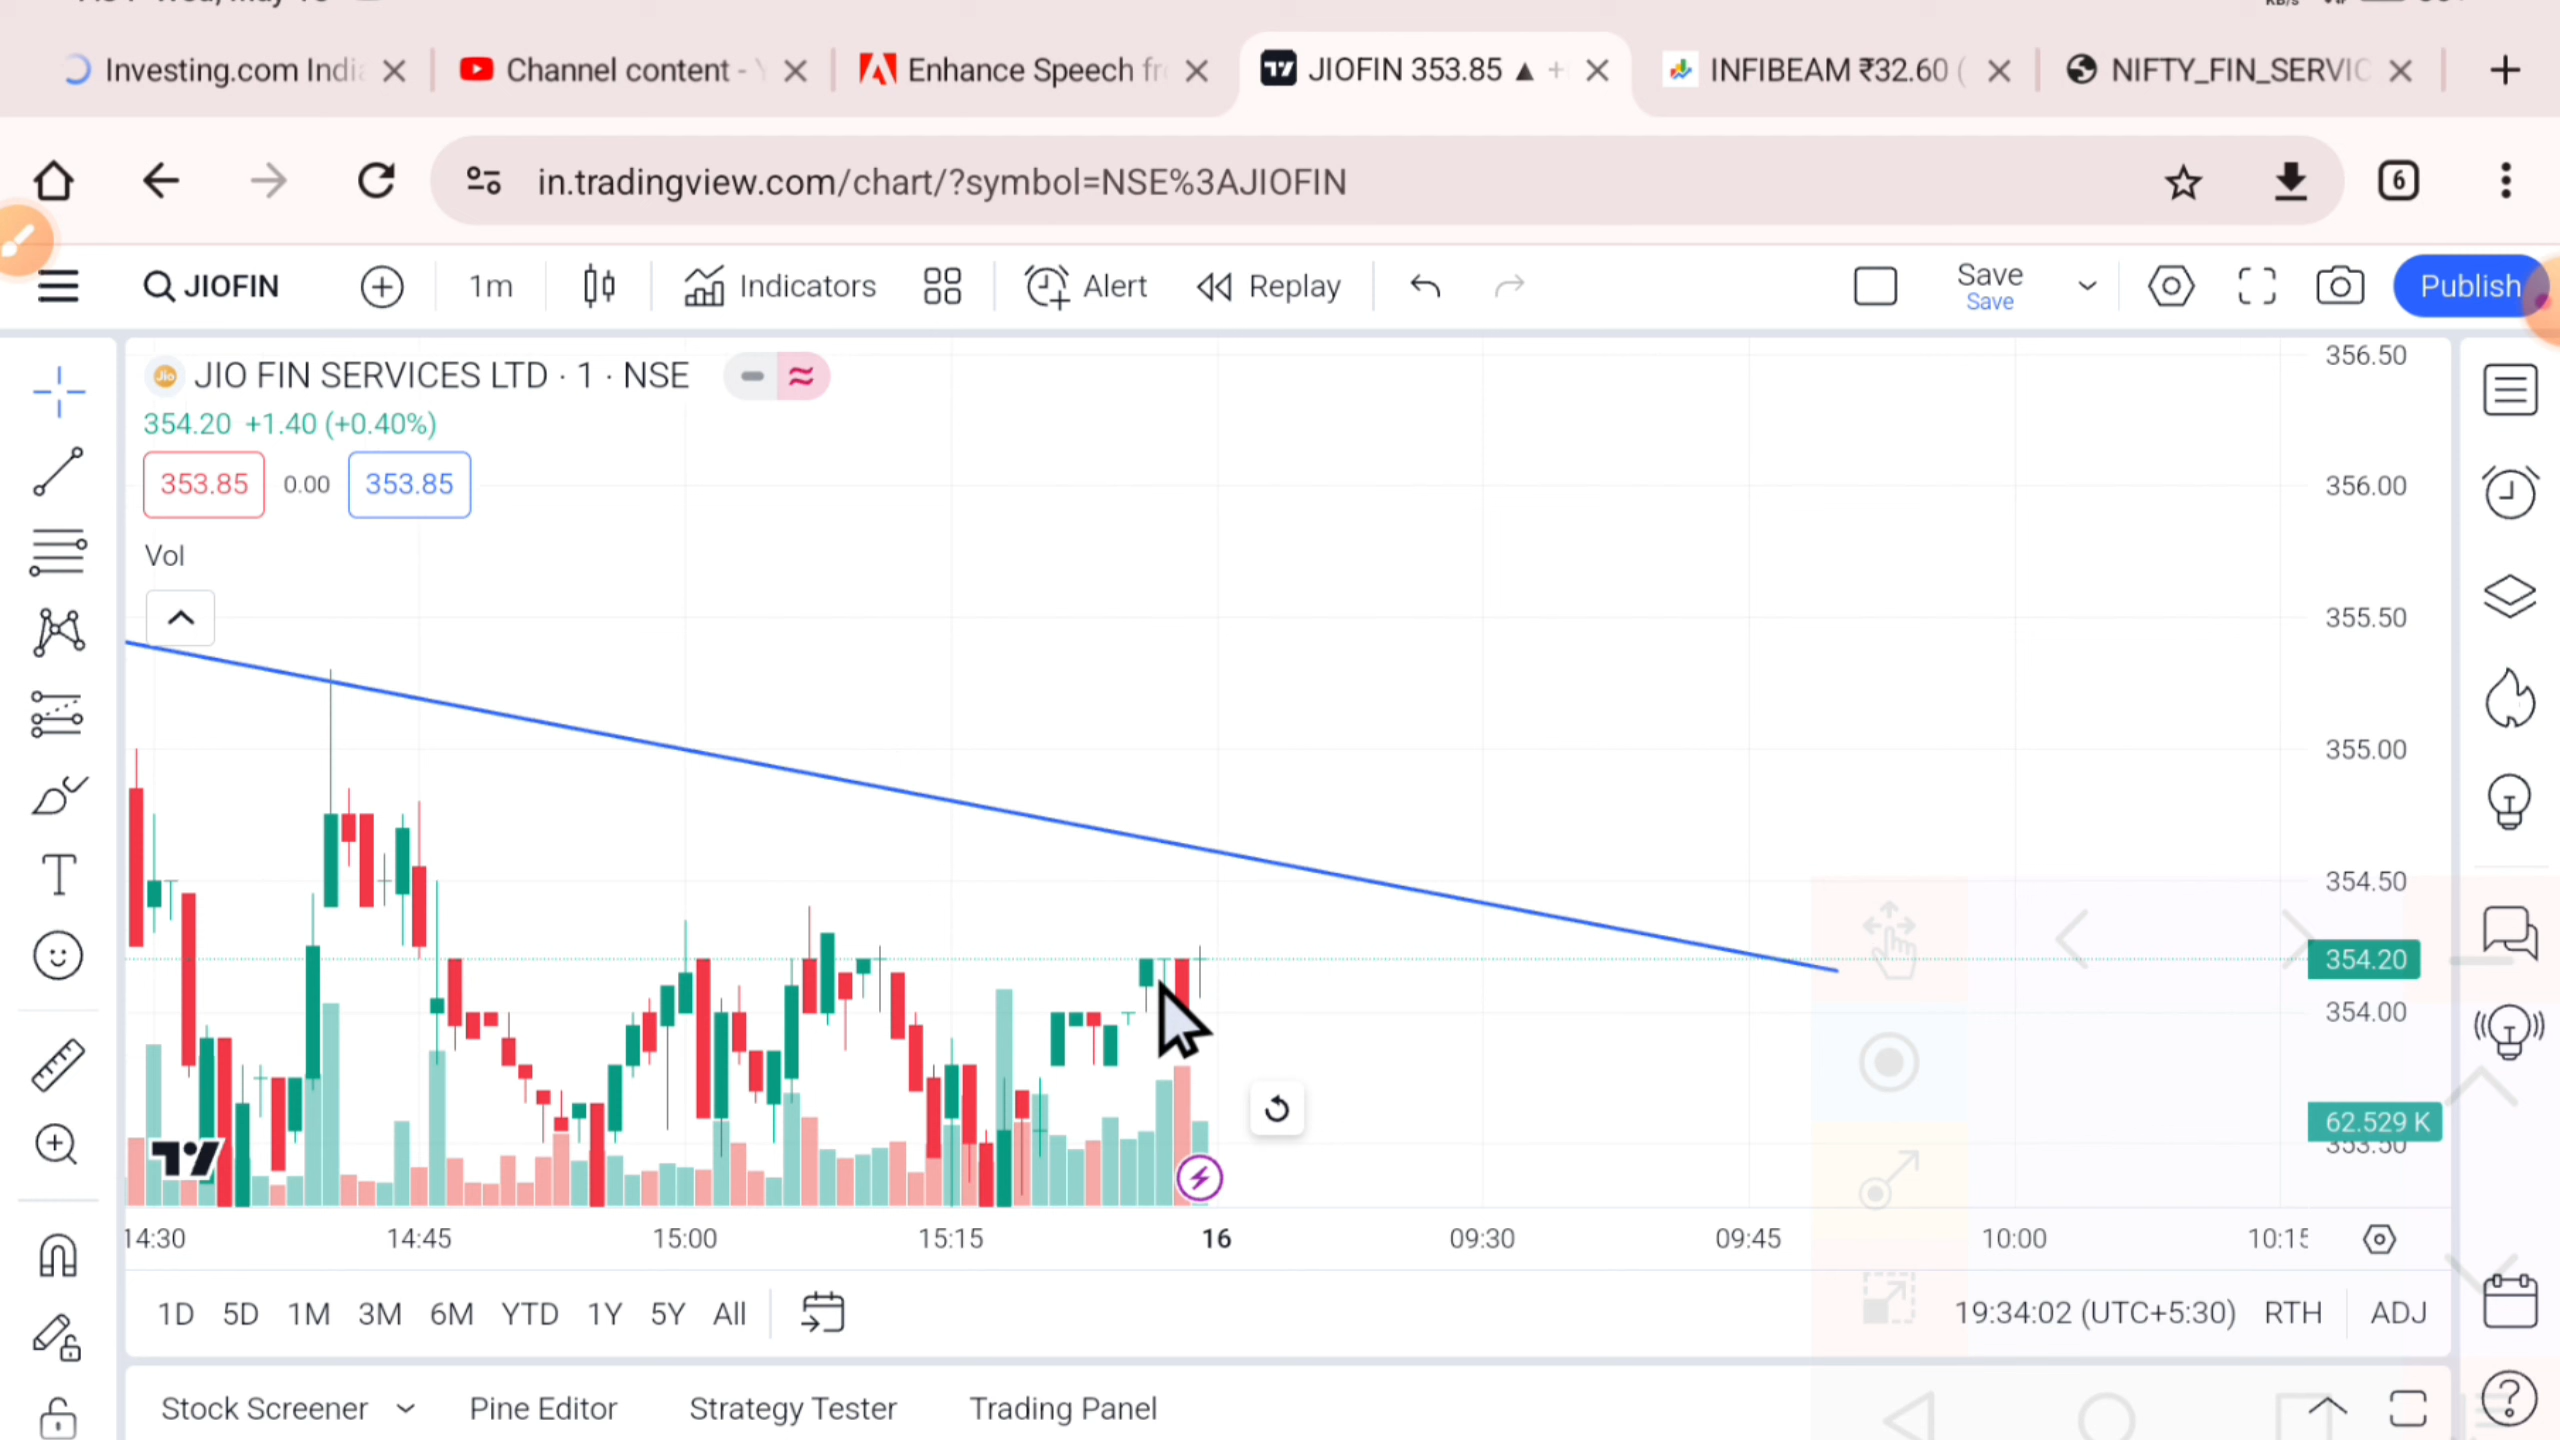 Investing.com Indi
Channel content -
Enhance Speech fr
JIOFIN 353.85 ▲ +
INFIBEAM ₹32.60 (
NIFTY_FIN_SERVIC
in.tradingview.com/chart/?symbol=NSE%3AJIOFIN
6
JIOFIN
1m
Indicators
Alert
Replay
Save
Save
Publish
JIO FIN SERVICES LTD · 1 · NSE
354.20 +1.40 (+0.40%)
353.85 0.00 353.85
Vol
356.50
356.00
355.50
355.00
354.50
354.20
354.00
62.529 K
353.50
14:30 14:45 15:00 15:15 16 09:30 09:45 10:00 10:15
1D 5D 1M 3M 6M YTD 1Y 5Y All
19:34:02 (UTC+5:30) RTH ADJ
Stock Screener Pine Editor Strategy Tester Trading Panel